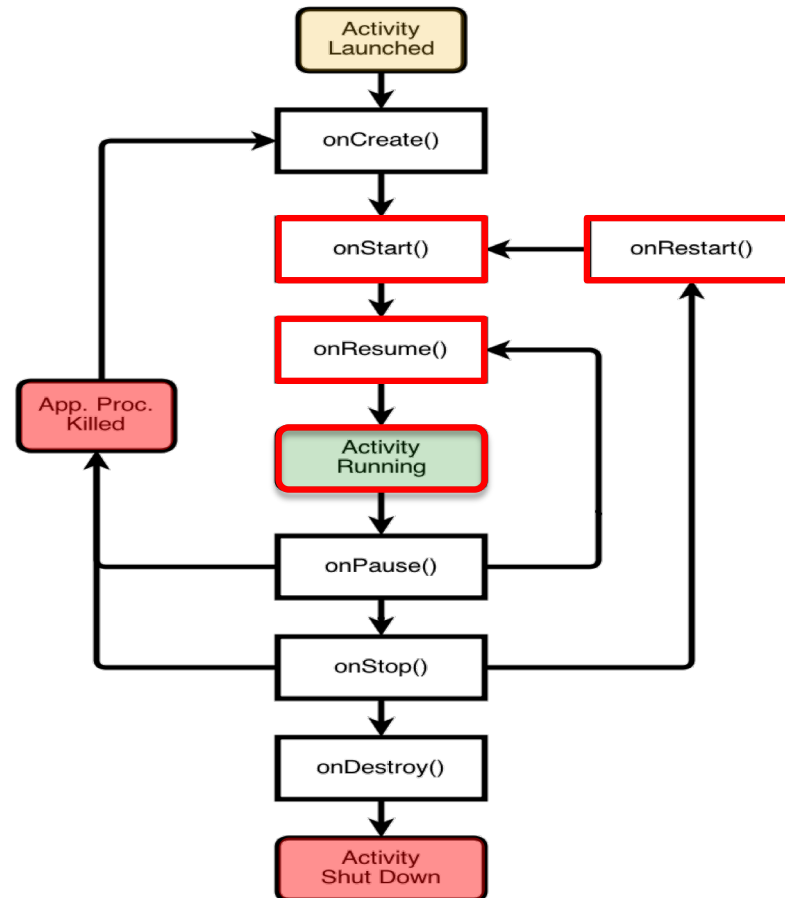 Activity
Launched
onCreate()
onStart()
onRestart()
onResume()
App. Proc.
Killed
Activity
Running
onPause()
onStop()
onDestroy()
Activity
Shut Down